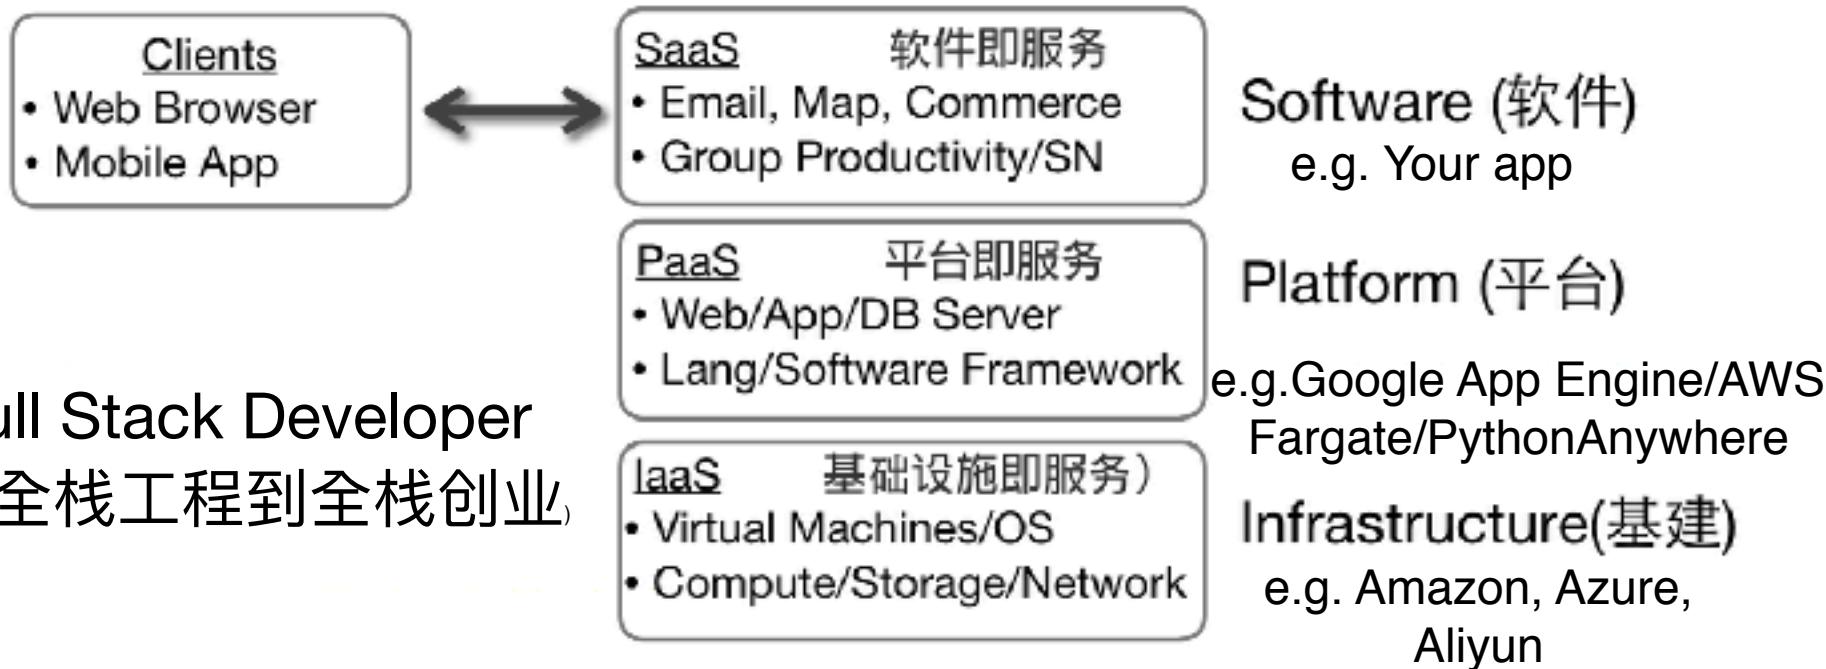 Clients
• Web Browser
• Mobile App
SaaS 软件即服务
• Email, Map, Commerce
• Group Productivity/SN
Software (软件)
e.g. Your app
PaaS 平台即服务
• Web/App/DB Server
• Lang/Software Framework
Platform (平台)
e.g.Google App Engine/AWS
Fargate/PythonAnywhere
ull Stack Developer
全栈工程到全栈创业)
IaaS 基础设施即服务）
• Virtual Machines/OS
• Compute/Storage/Network
Infrastructure(基建)
e.g. Amazon, Azure,
Aliyun